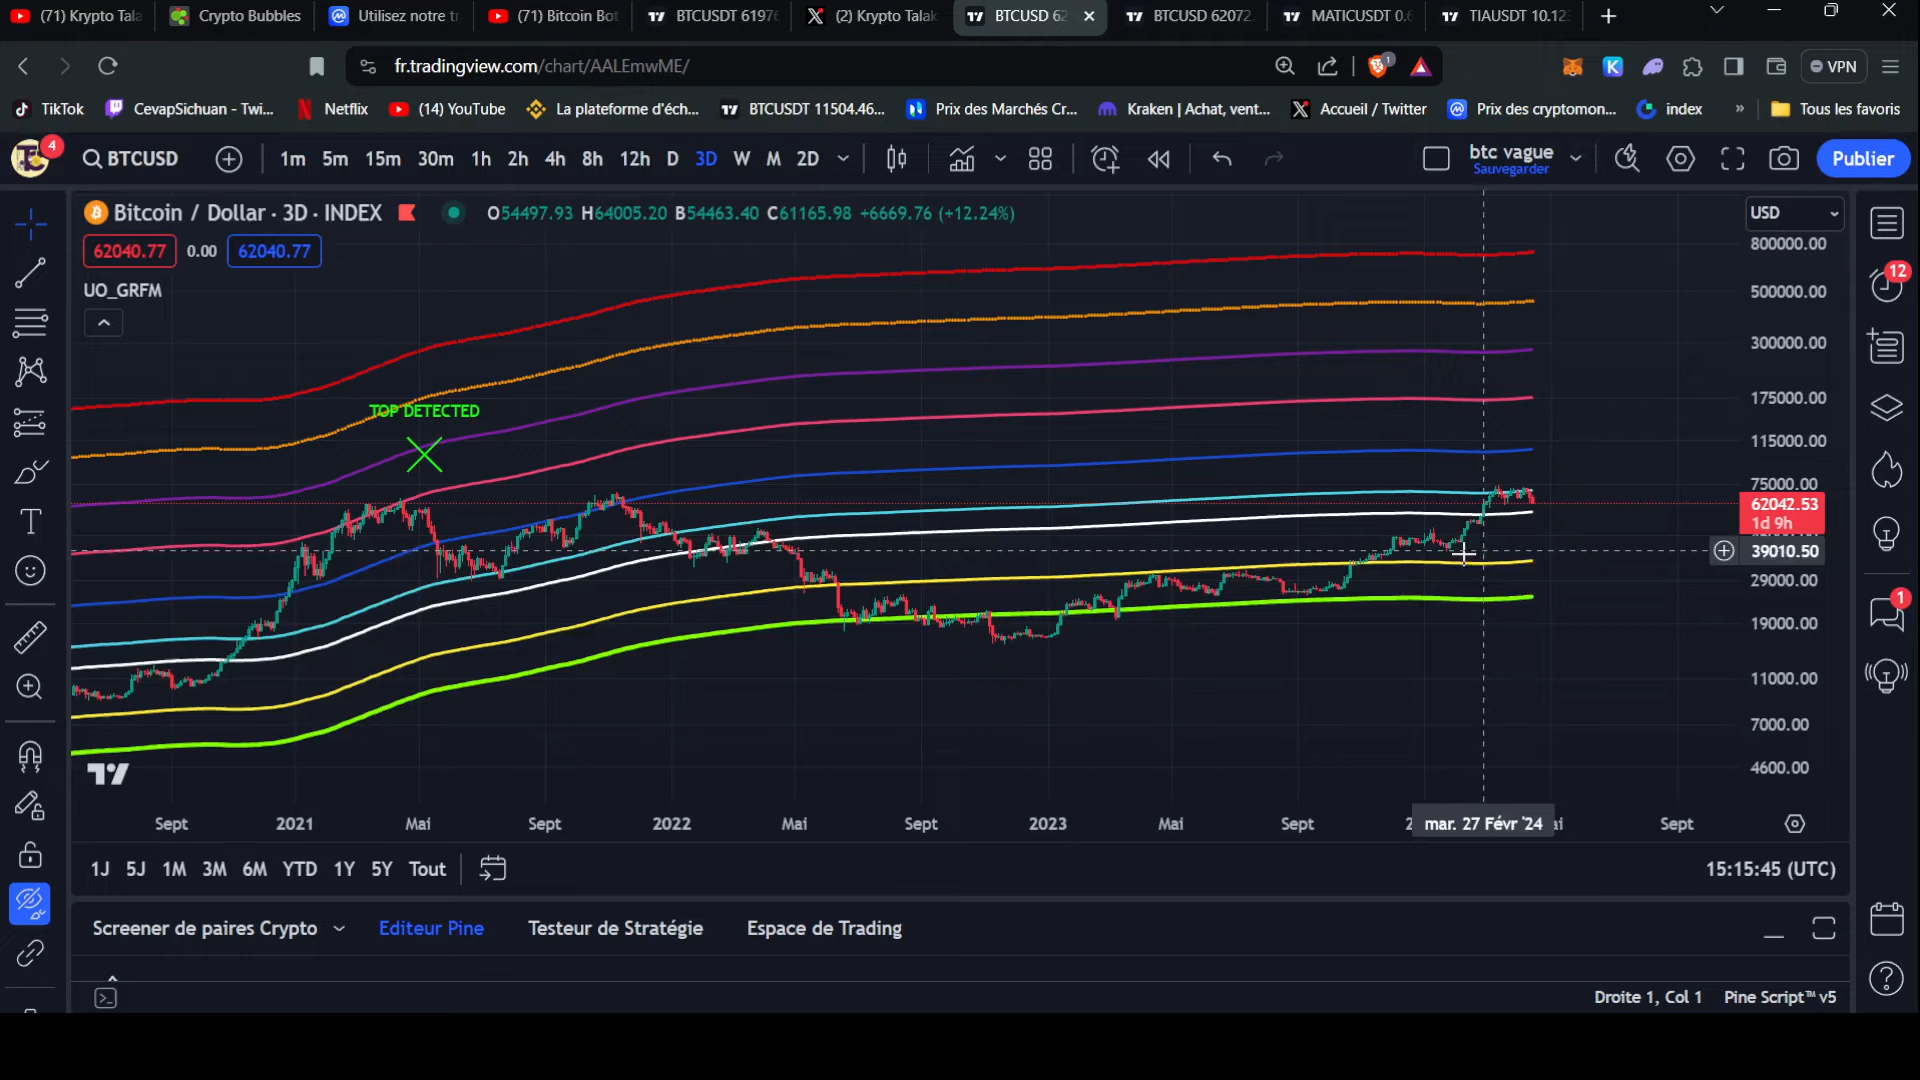 (71) Krypto Tala
Crypto Bubbles
Utilisez notre tr
(71) Bitcoin Bot
BTCUSDT 6197
(2) Krypto Talak
BTCUSD 62
BTCUSD 62072.
MATICUSDT 0.6
TIAUSDT 10.12
fr.tradingview.com/chart/AALEmwME/
1
VPN
TikTok
CevapSichuan - Twi...
Netflix
(14) YouTube
La plateforme d'éch...
BTCUSDT 11504.46...
Prix des Marchés Cr...
Kraken | Achat, vent...
Accueil / Twitter
Prix des cryptomon...
index
»
Tous les favoris
4
BTCUSD
1m 5m 15m 30m 1h 2h 4h 8h 12h D 3D W M 2D
btc vague
Sauvegarder
Publier
Bitcoin / Dollar · 3D · INDEX
O54497.93 H64005.20 B54463.40 C61165.98 +6669.76 (+12.24%)
USD
62040.77 0.00 62040.77
UO_GRFM
TOP DETECTED
800000.00
500000.00
300000.00
175000.00
115000.00
75000.00
62042.53
1d 9h
39010.50
29000.00
19000.00
11000.00
7000.00
4600.00
12
1
Sept 2021 Mai Sept 2022 Mai Sept 2023 Mai Sept mar. 27 Févr '24 Sept
1J 5J 1M 3M 6M YTD 1Y 5Y Tout
15:15:45 (UTC)
Screener de paires Crypto Editeur Pine Testeur de Stratégie Espace de Trading
Droite 1, Col 1 Pine Script™ v5